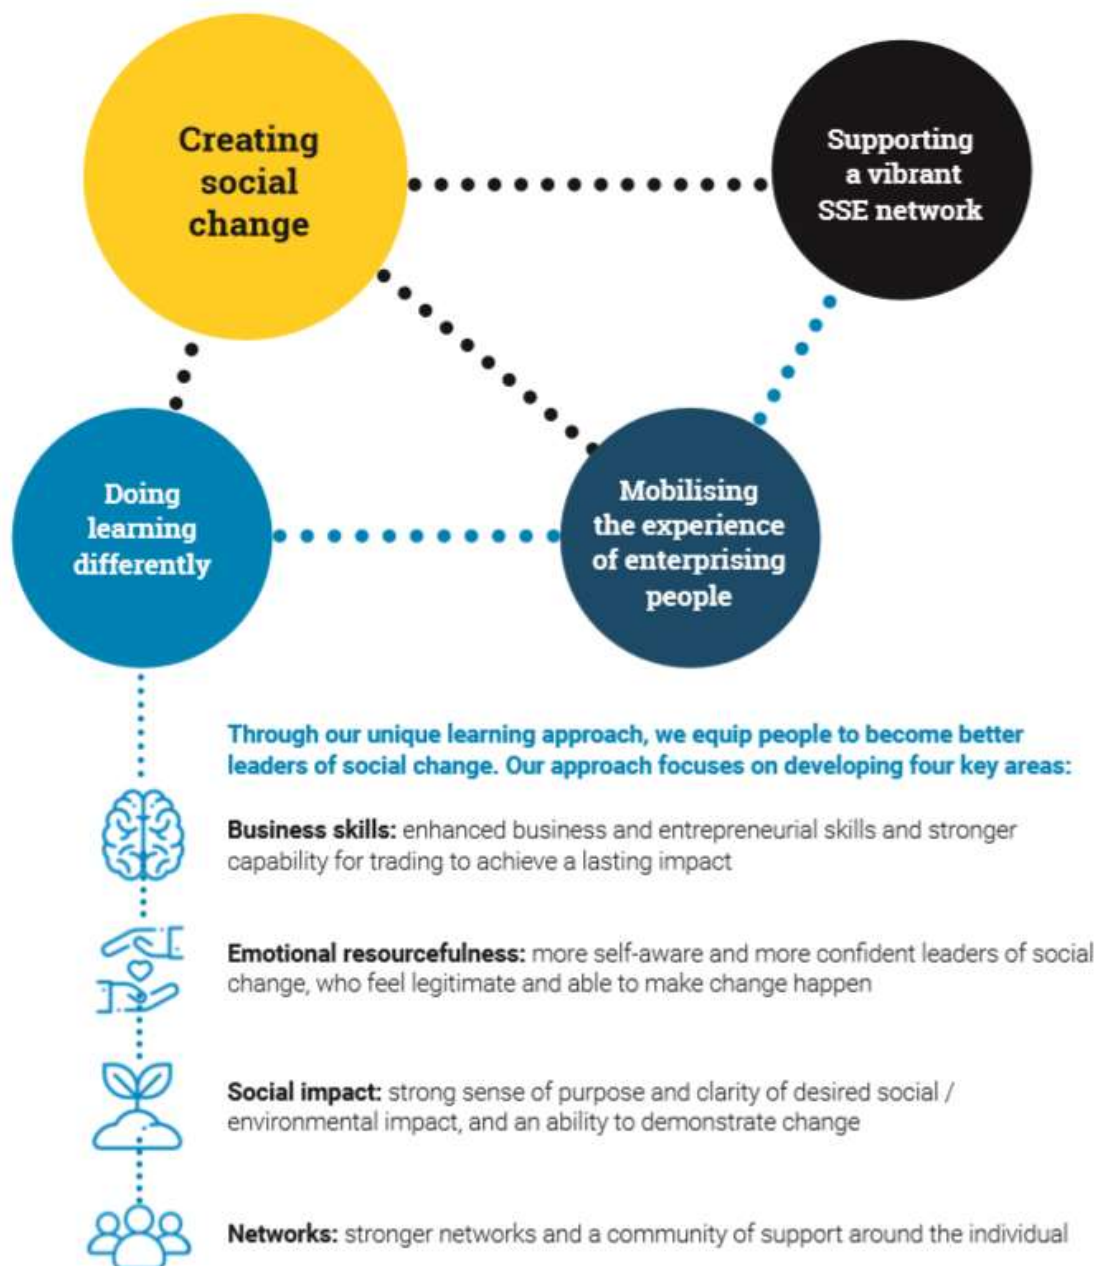 Creating
social
change
Supporting
a vibrant
SSE network
Doing
learning
differently
Mobilising
the experience
of enterprising
people
Through our unique learning approach, we equip people to become better
leaders of social change. Our approach focuses on developing four key areas:
Business skills: enhanced business and entrepreneurial skills and stronger
capability for trading to achieve a lasting impact
Emotional resourcefulness: more self-aware and more confident leaders of social
change, who feel legitimate and able to make change happen
Social impact: strong sense of purpose and clarity of desired social /
environmental impact, and an ability to demonstrate change
Networks: stronger networks and a community of support around the individual